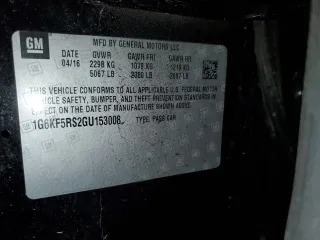 GM
MFD BY GENERAL MOTORS LLC
DATE GVWR GAWR FRT GAWR RR
04/16 2298 KG 1078 KG 1219 KG
5067 LB 2687 LB
THIS VEHICLE CONFORMS TO ALL APPLICABLE U.S. FEDERAL MOTOR
VEHICLE SAFETY, BUMPER, AND THEFT PREVENTION STANDARDS IN
EFFECT ON THE DATE OF MANUFACTURE SHOWN ABOVE.
1G6KF5RS2GU153008 TYPE: PASS CAR